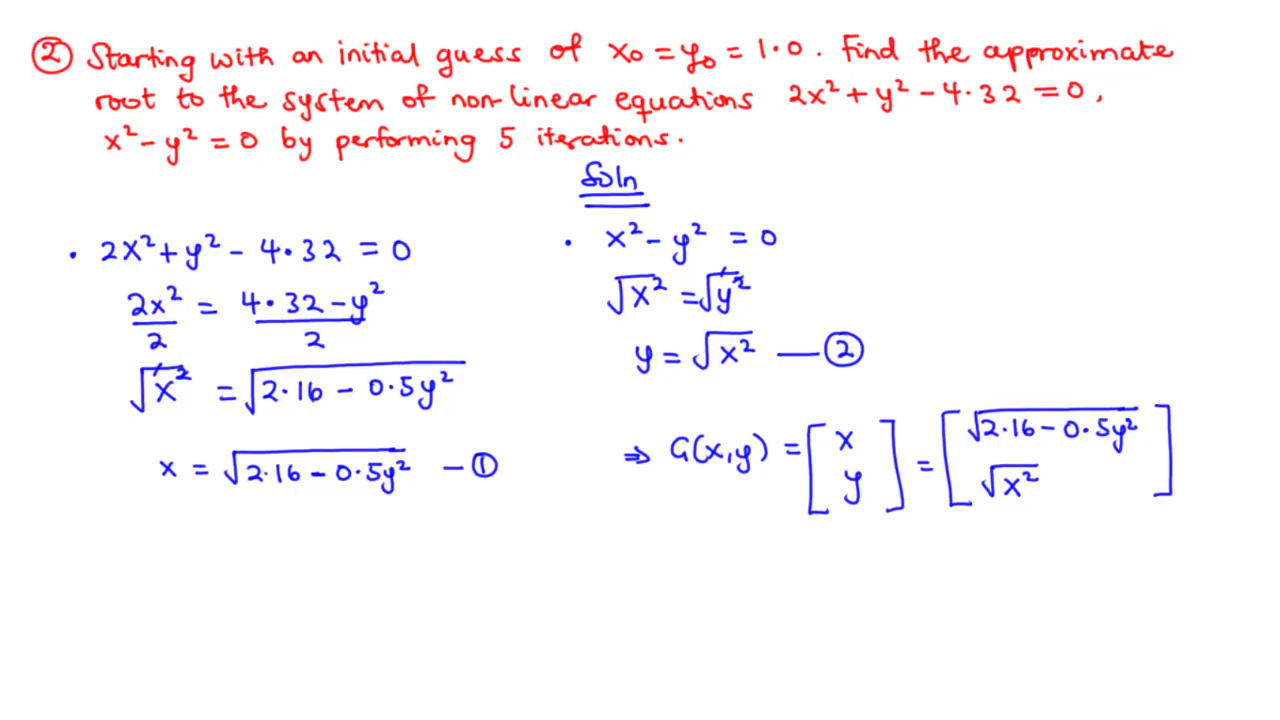 ② Starting with an initial guess of x₀ = y₀ = 1·0. Find the approximate
root to the system of non-linear equations 2x² + y² - 4·32 = 0,
x² - y² = 0 by performing 5 iterations.
Soln
· 2x² + y² - 4·32 = 0
2x²/2 = (4·32 - y²)/2
√x² = √(2·16 - 0·5y²)
x = √(2·16 - 0·5y²) — ①
· x² - y² = 0
√x² = √y²
y = √x² — ②
⇒ G(x,y) = [x y] = [√(2·16 - 0·5y²) √x²]